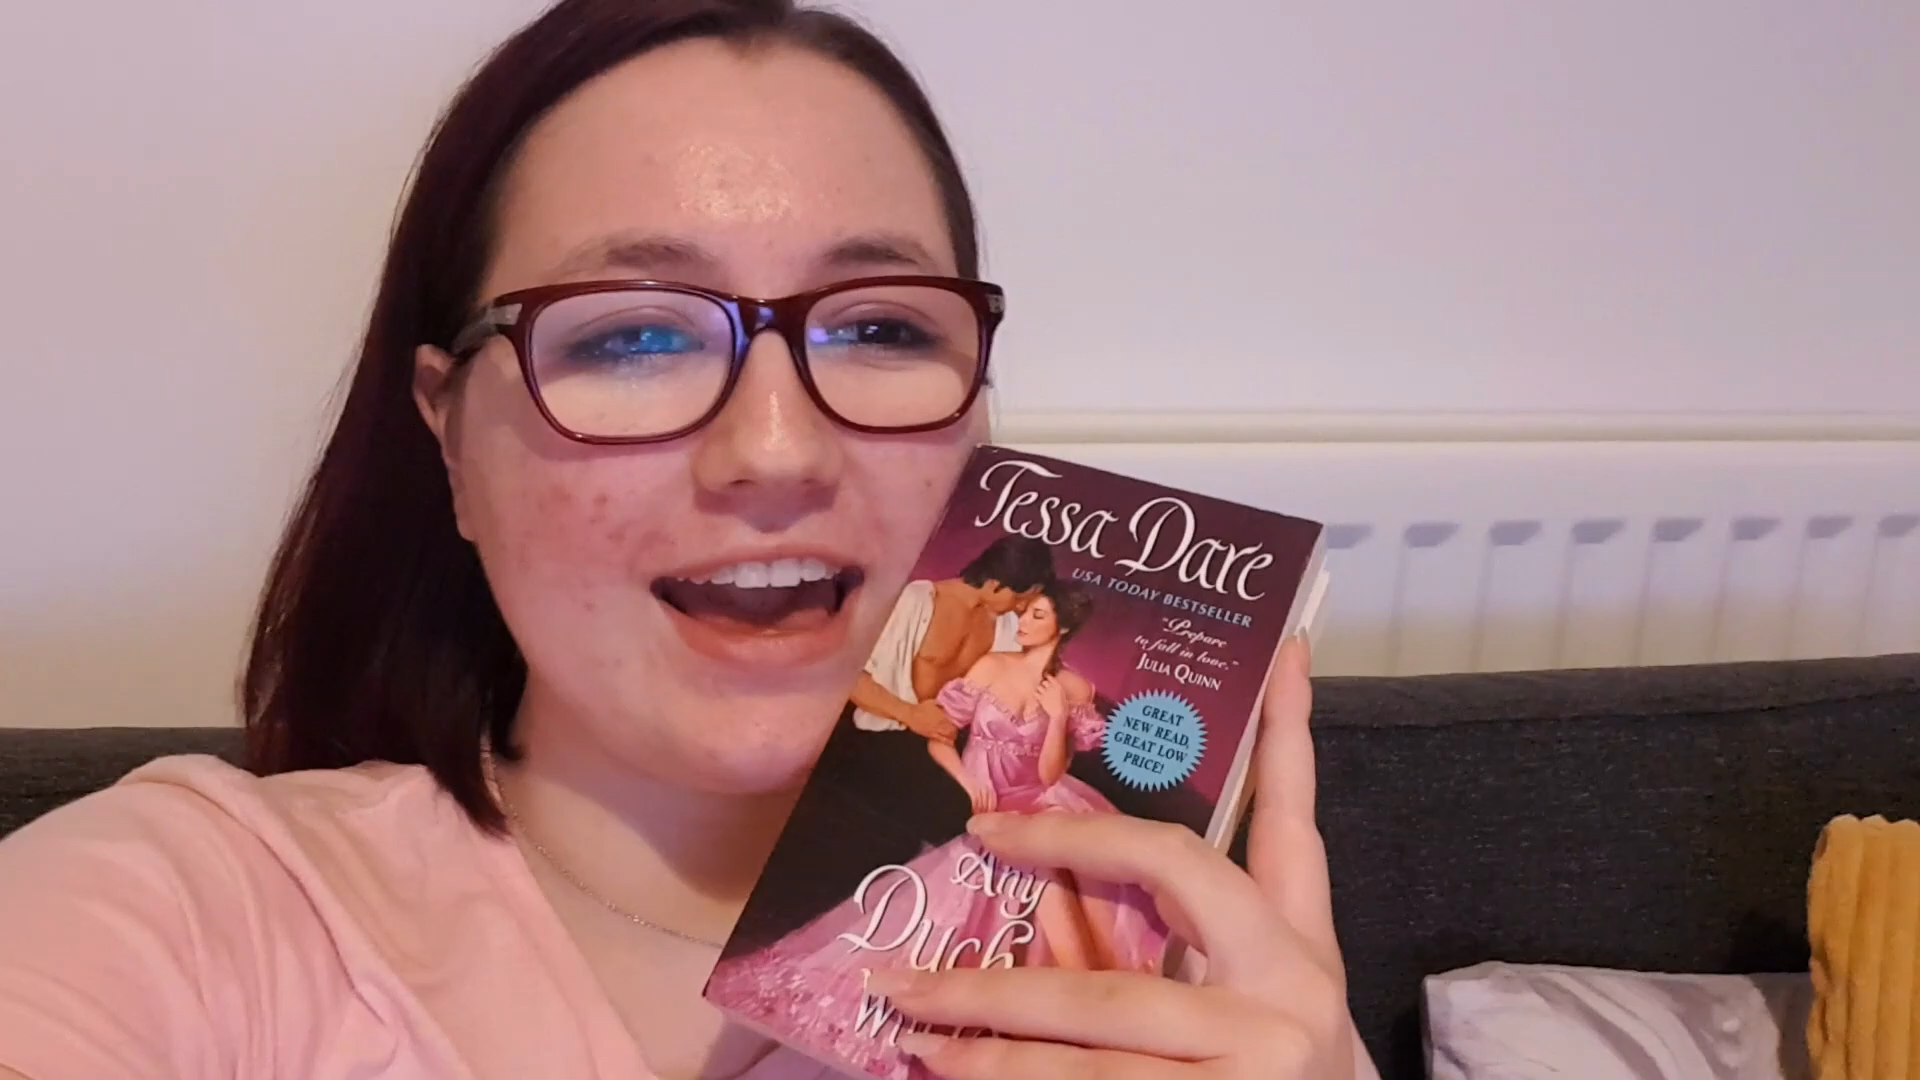 Tessa Dare
USA TODAY BESTSELLER
"Prepare
to fall in love."
JULIA QUINN
GREAT
NEW READ,
GREAT LOW
PRICE!
Any